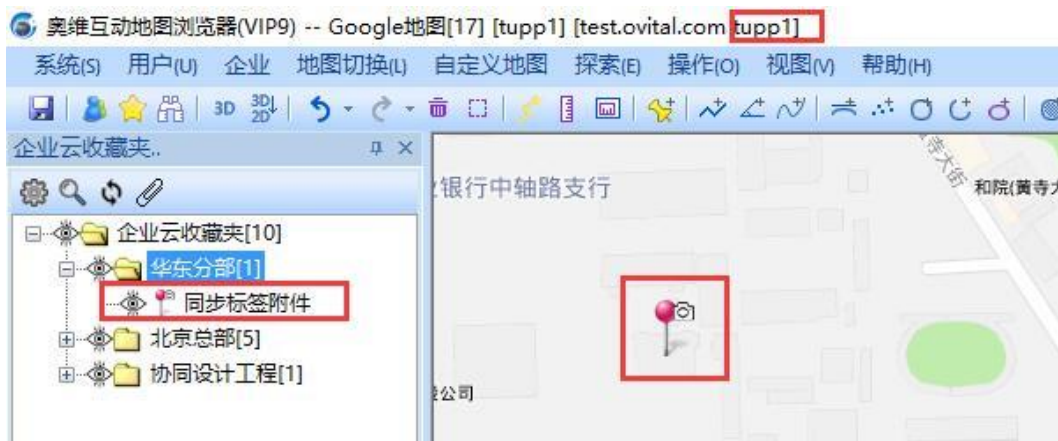 奥维互动地图浏览器(VIP9) -- Google地图[17] [tupp1] [test.ovital.com tupp1]
系统(S) 用户(U) 企业 地图切换(L) 自定义地图 探索(E) 操作(O) 视图(V) 帮助(H)
3D 3D 2D
企业云收藏夹..
企业云收藏夹[10]
华东分部[1]
同步标签附件
北京总部[5]
协同设计工程[1]
银行中轴路支行
寺大街
和院(黄寺大
公司